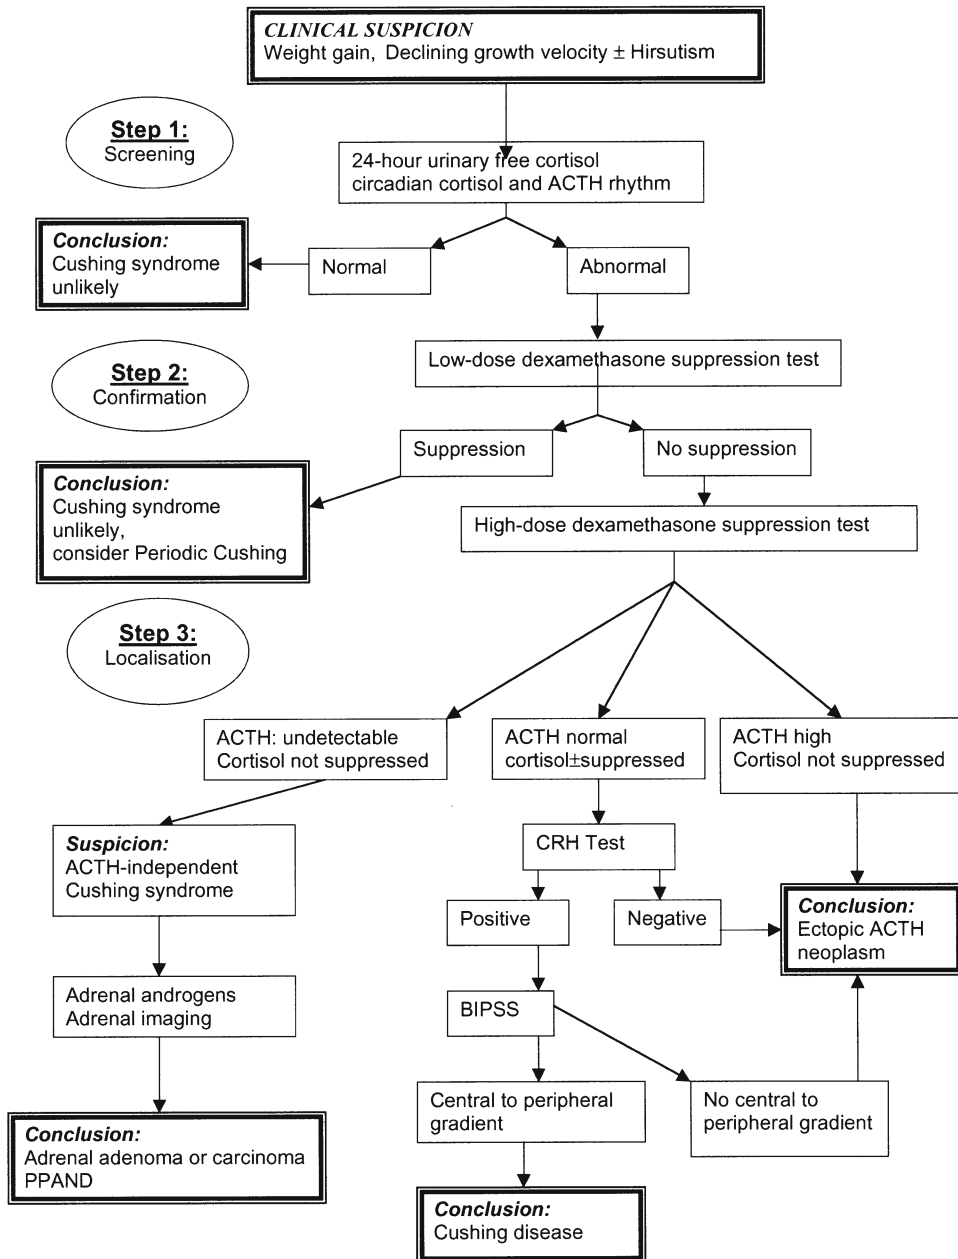 CLINICAL SUSPICION
Weight gain, Declining growth velocity ± Hirsutism
Step 1:
Screening
24-hour urinary free cortisol
circadian cortisol and ACTH rhythm
Conclusion:
Cushing syndrome
unlikely
Normal
Abnormal
Low-dose dexamethasone suppression test
Step 2:
Confirmation
Suppression
No suppression
Conclusion:
Cushing syndrome
unlikely,
consider Periodic Cushing
High-dose dexamethasone suppression test
Step 3:
Localisation
ACTH: undetectable
Cortisol not suppressed
ACTH normal
cortisol±suppressed
ACTH high
Cortisol not suppressed
Suspicion:
ACTH-independent
Cushing syndrome
CRH Test
Positive
Negative
Conclusion:
Ectopic ACTH
neoplasm
Adrenal androgens
Adrenal imaging
BIPSS
Central to peripheral
gradient
No central to
peripheral gradient
Conclusion:
Adrenal adenoma or carcinoma
PPAND
Conclusion:
Cushing disease